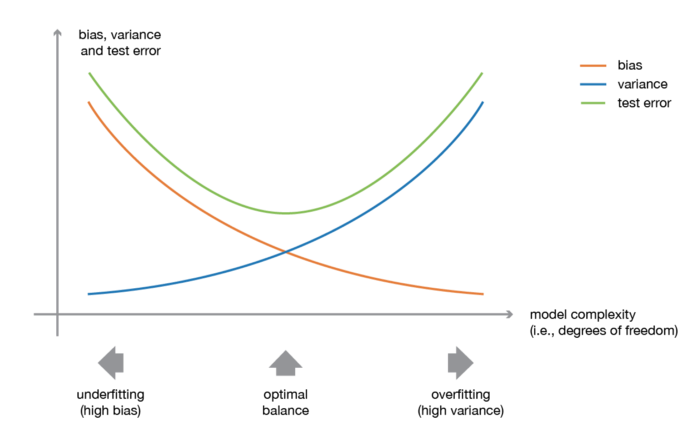 bias, variance
and test error
bias
variance
test error
model complexity
(i.e., degrees of freedom)
underfitting
(high bias)
optimal
balance
overfitting
(high variance)